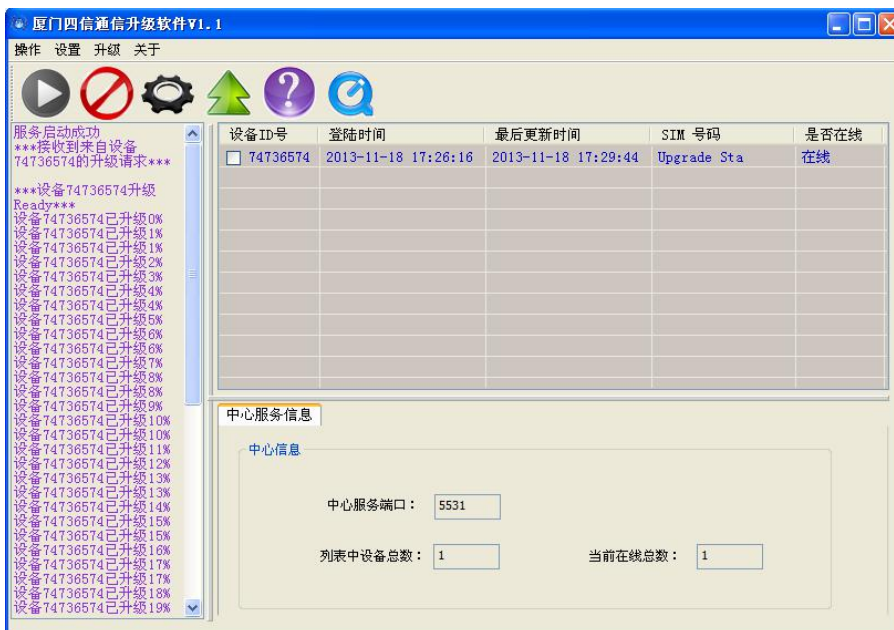 厦门四信通信升级软件V1.1
操作 设置 升级 关于
服务启动成功
***接收到来自设备
74736574的升级请求***
***设备74736574升级
Ready***
设备74736574已升级0%
设备74736574已升级1%
设备74736574已升级1%
设备74736574已升级2%
设备74736574已升级3%
设备74736574已升级4%
设备74736574已升级4%
设备74736574已升级5%
设备74736574已升级6%
设备74736574已升级6%
设备74736574已升级7%
设备74736574已升级8%
设备74736574已升级8%
设备74736574已升级9%
设备74736574已升级10%
设备74736574已升级10%
设备74736574已升级11%
设备74736574已升级12%
设备74736574已升级13%
设备74736574已升级13%
设备74736574已升级14%
设备74736574已升级15%
设备74736574已升级15%
设备74736574已升级16%
设备74736574已升级17%
设备74736574已升级17%
设备74736574已升级18%
设备74736574已升级19%
设备ID号 登陆时间 最后更新时间 SIM 号码 是否在线
74736574 2013-11-18 17:26:16 2013-11-18 17:29:44 Upgrade Sta 在线
中心服务信息
中心信息
中心服务端口： 5531
列表中设备总数： 1 当前在线总数： 1